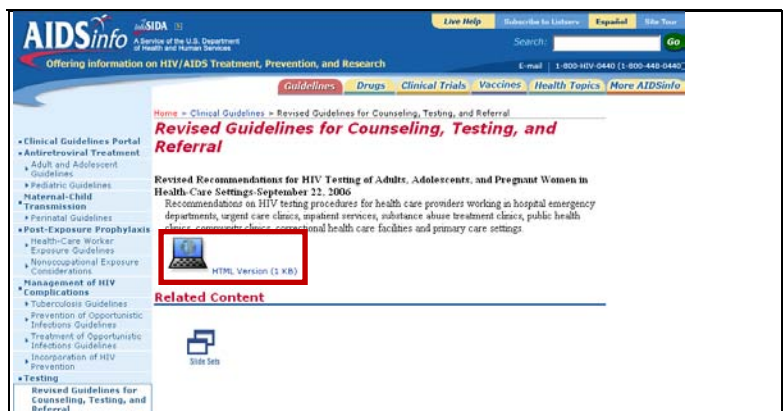 AIDSinfo infoSIDA
A Service of the U.S. Department
of Health and Human Services
Offering information on HIV/AIDS Treatment, Prevention, and Research
Live Help Subscribe to Listserv Español Site Tour
Search: Go
E-mail | 1-800-HIV-0440 (1-800-448-0440)
Guidelines Drugs Clinical Trials Vaccines Health Topics More AIDSinfo
Home > Clinical Guidelines > Revised Guidelines for Counseling, Testing, and Referral
Revised Guidelines for Counseling, Testing, and
Referral
Revised Recommendations for HIV Testing of Adults, Adolescents, and Pregnant Women in
Health-Care Settings-September 22, 2006
Recommendations on HIV testing procedures for health care providers working in hospital emergency
departments, urgent care clinics, inpatient services, substance abuse treatment clinics, public health
clinics, community clinics, correctional health care facilities and primary care settings.
HTML Version (1 KB)
Related Content
Slide Sets
Clinical Guidelines Portal
Antiretroviral Treatment
Adult and Adolescent
Guidelines
Pediatric Guidelines
Maternal-Child
Transmission
Perinatal Guidelines
Post-Exposure Prophylaxis
Health-Care Worker
Exposure Guidelines
Nonoccupational Exposure
Considerations
Management of HIV
Complications
Tuberculosis Guidelines
Prevention of Opportunistic
Infections Guidelines
Treatment of Opportunistic
Infections Guidelines
Incorporation of HIV
Prevention
Testing
Revised Guidelines for
Counseling, Testing, and
Referral